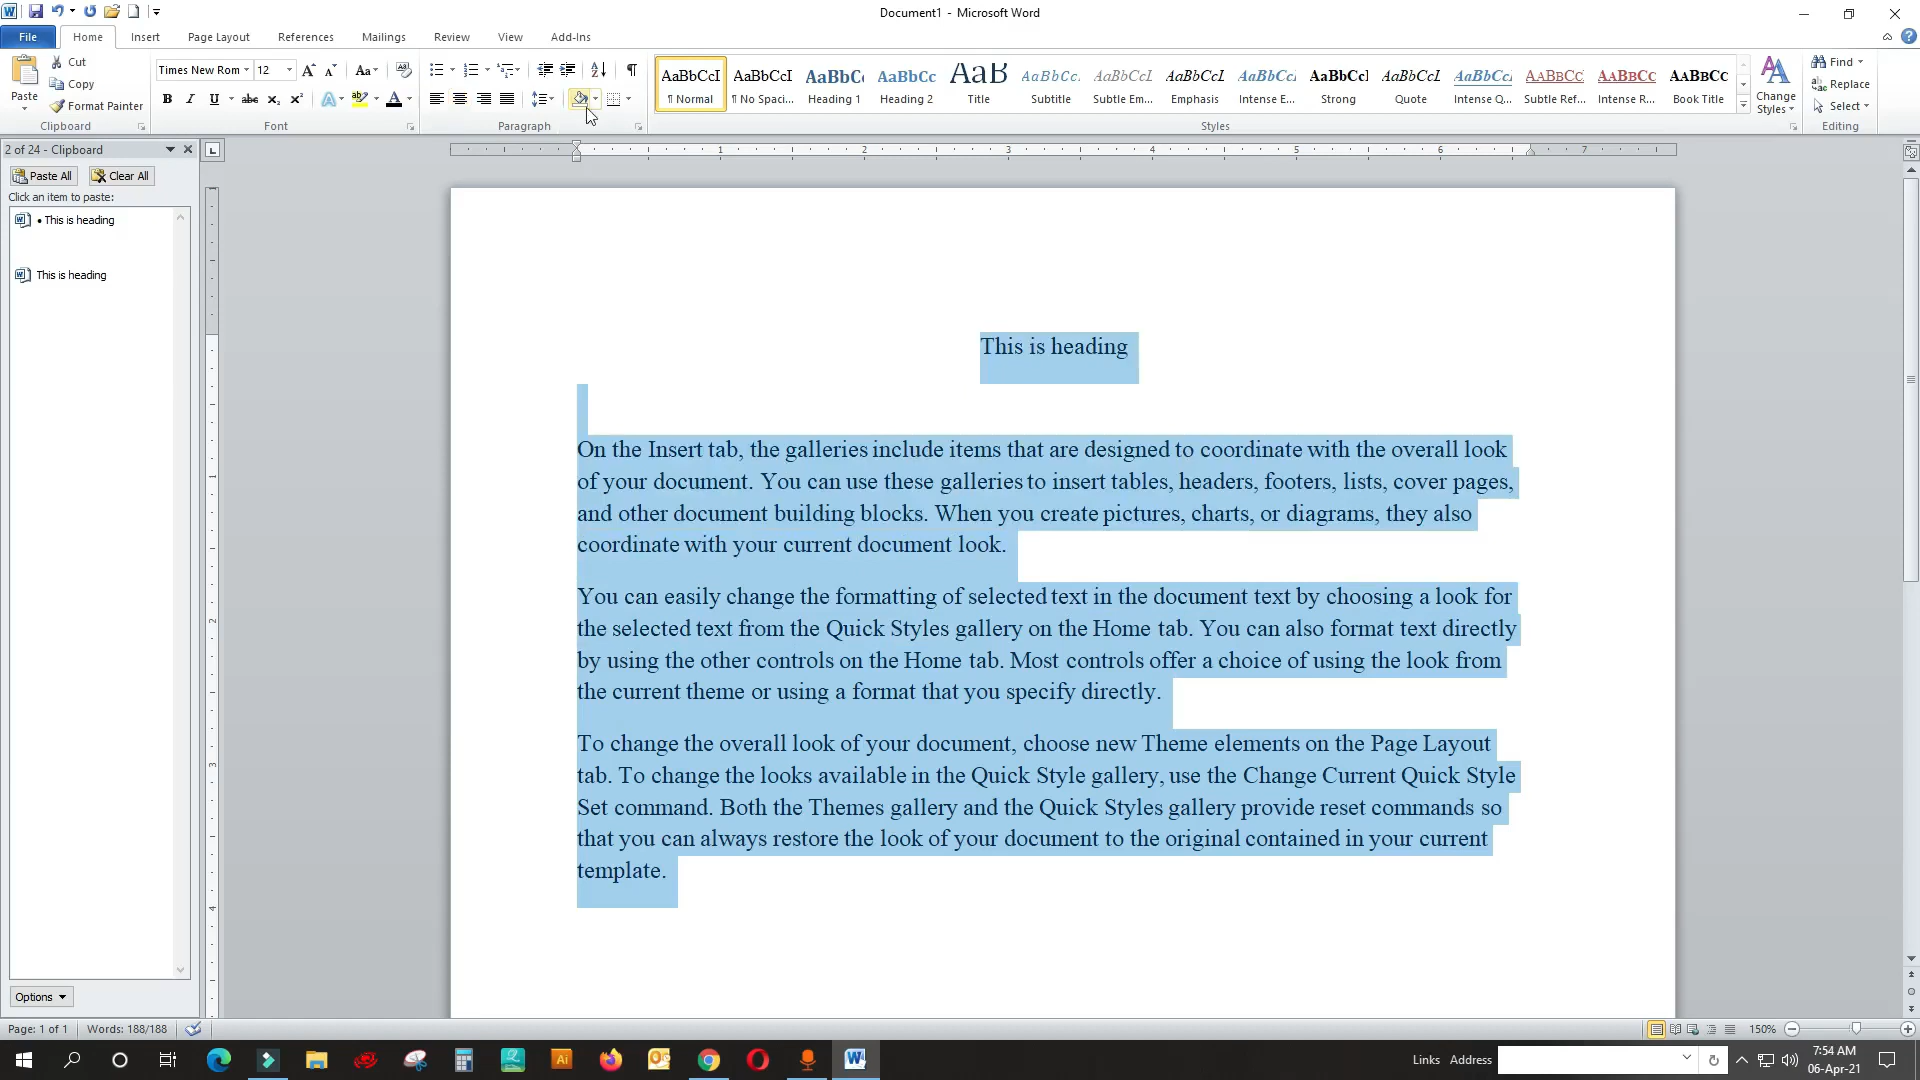 Document1 - Microsoft Word
File Home Insert Page Layout References Mailings Review View Add-Ins
Paste
Cut
Copy
Format Painter
Clipboard
Times New Rom 12
Font
Paragraph
AaBbCcI AaBbCcI AaBbCc AaBbCc AaB AaBbCc. AaBbCcI AaBbCcI AaBbCcI AaBbCcI AaBbCcI AaBbCcI AABBCCI AABBCCI AABBCC
¶ Normal ¶ No Spaci... Heading 1 Heading 2 Title Subtitle Subtle Em... Emphasis Intense E... Strong Quote Intense Q... Subtle Ref... Intense R... Book Title
Change Styles
Styles
Find
Replace
Select
Editing
2 of 24 - Clipboard
Paste All Clear All
Click an item to paste:
• This is heading
This is heading
Options
1 2 3 4 5 6 7
1
2
3
4
This is heading
On the Insert tab, the galleries include items that are designed to coordinate with the overall look
of your document. You can use these galleries to insert tables, headers, footers, lists, cover pages,
and other document building blocks. When you create pictures, charts, or diagrams, they also
coordinate with your current document look.
You can easily change the formatting of selected text in the document text by choosing a look for
the selected text from the Quick Styles gallery on the Home tab. You can also format text directly
by using the other controls on the Home tab. Most controls offer a choice of using the look from
the current theme or using a format that you specify directly.
To change the overall look of your document, choose new Theme elements on the Page Layout
tab. To change the looks available in the Quick Style gallery, use the Change Current Quick Style
Set command. Both the Themes gallery and the Quick Styles gallery provide reset commands so
that you can always restore the look of your document to the original contained in your current
template.
Page: 1 of 1 Words: 188/188
150%
Links Address
7:54 AM
06-Apr-21